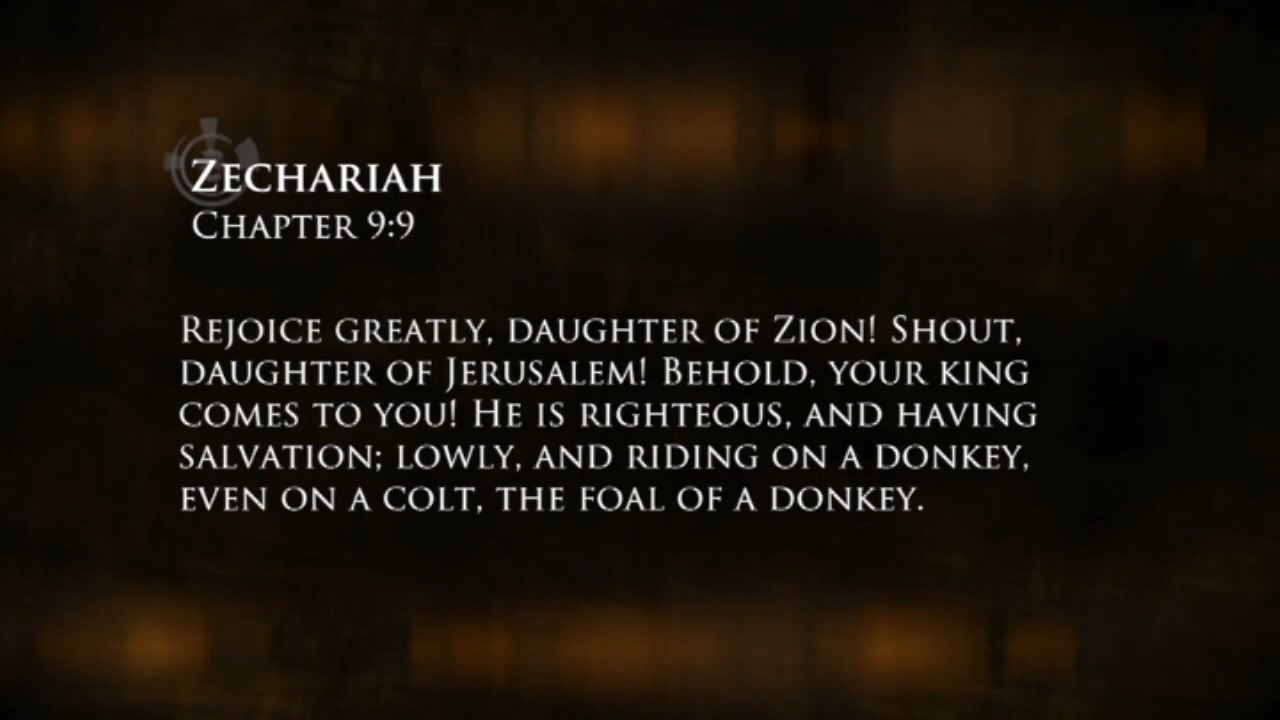 Zechariah
Chapter 9:9
Rejoice greatly, daughter of Zion! Shout,
daughter of Jerusalem! Behold, your king
comes to you! He is righteous, and having
salvation; lowly, and riding on a donkey,
even on a colt, the foal of a donkey.